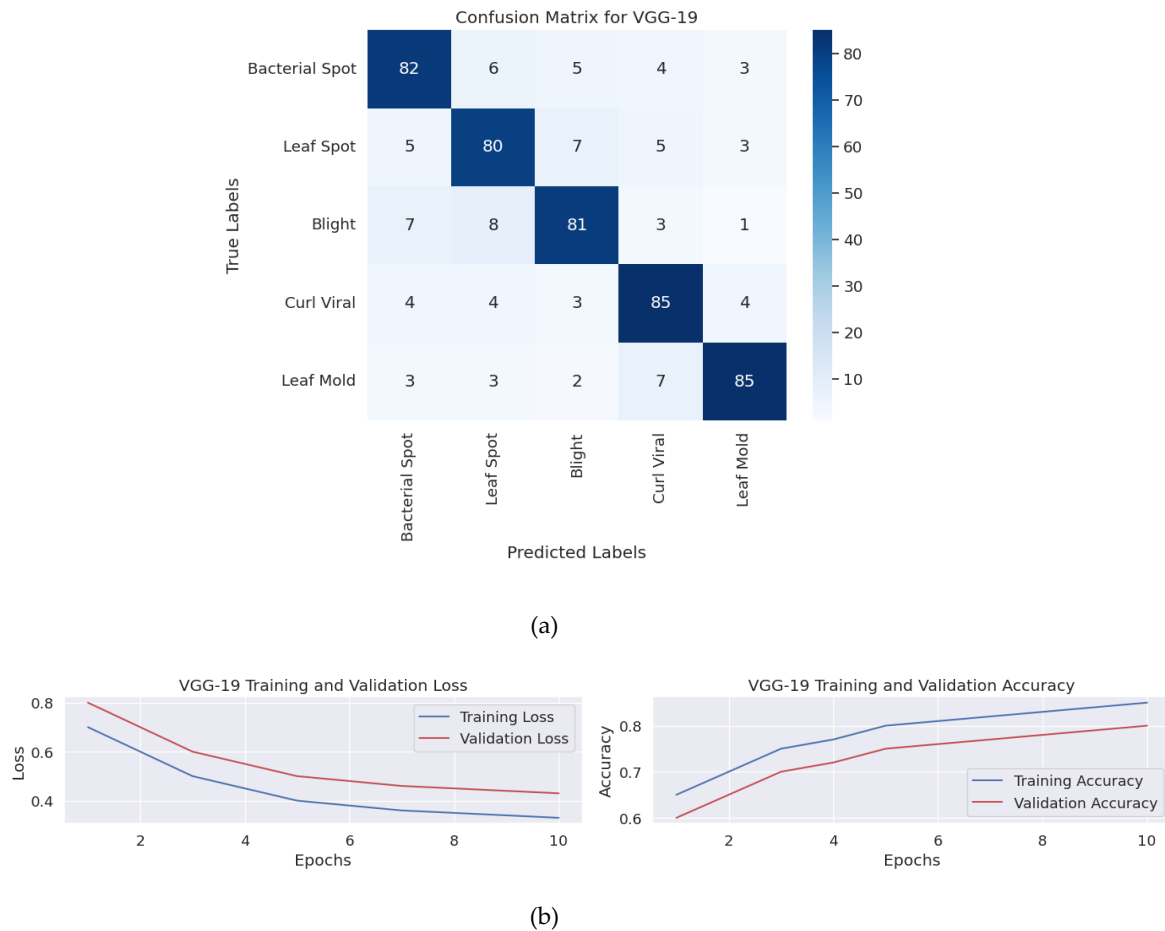 Confusion Matrix for VGG-19
True Labels
Bacterial Spot 82 6 5 4 3
Leaf Spot 5 80 7 5 3
Blight 7 8 81 3 1
Curl Viral 4 4 3 85 4
Leaf Mold 3 3 2 7 85
Bacterial Spot Leaf Spot Blight Curl Viral Leaf Mold
Predicted Labels
80
70
60
50
40
30
20
10
(a)
VGG-19 Training and Validation Loss
Loss
0.8
0.6
0.4
Training Loss
Validation Loss
2 4 6 8 10
Epochs
VGG-19 Training and Validation Accuracy
Accuracy
0.8
0.7
0.6
Training Accuracy
Validation Accuracy
2 4 6 8 10
Epochs
(b)